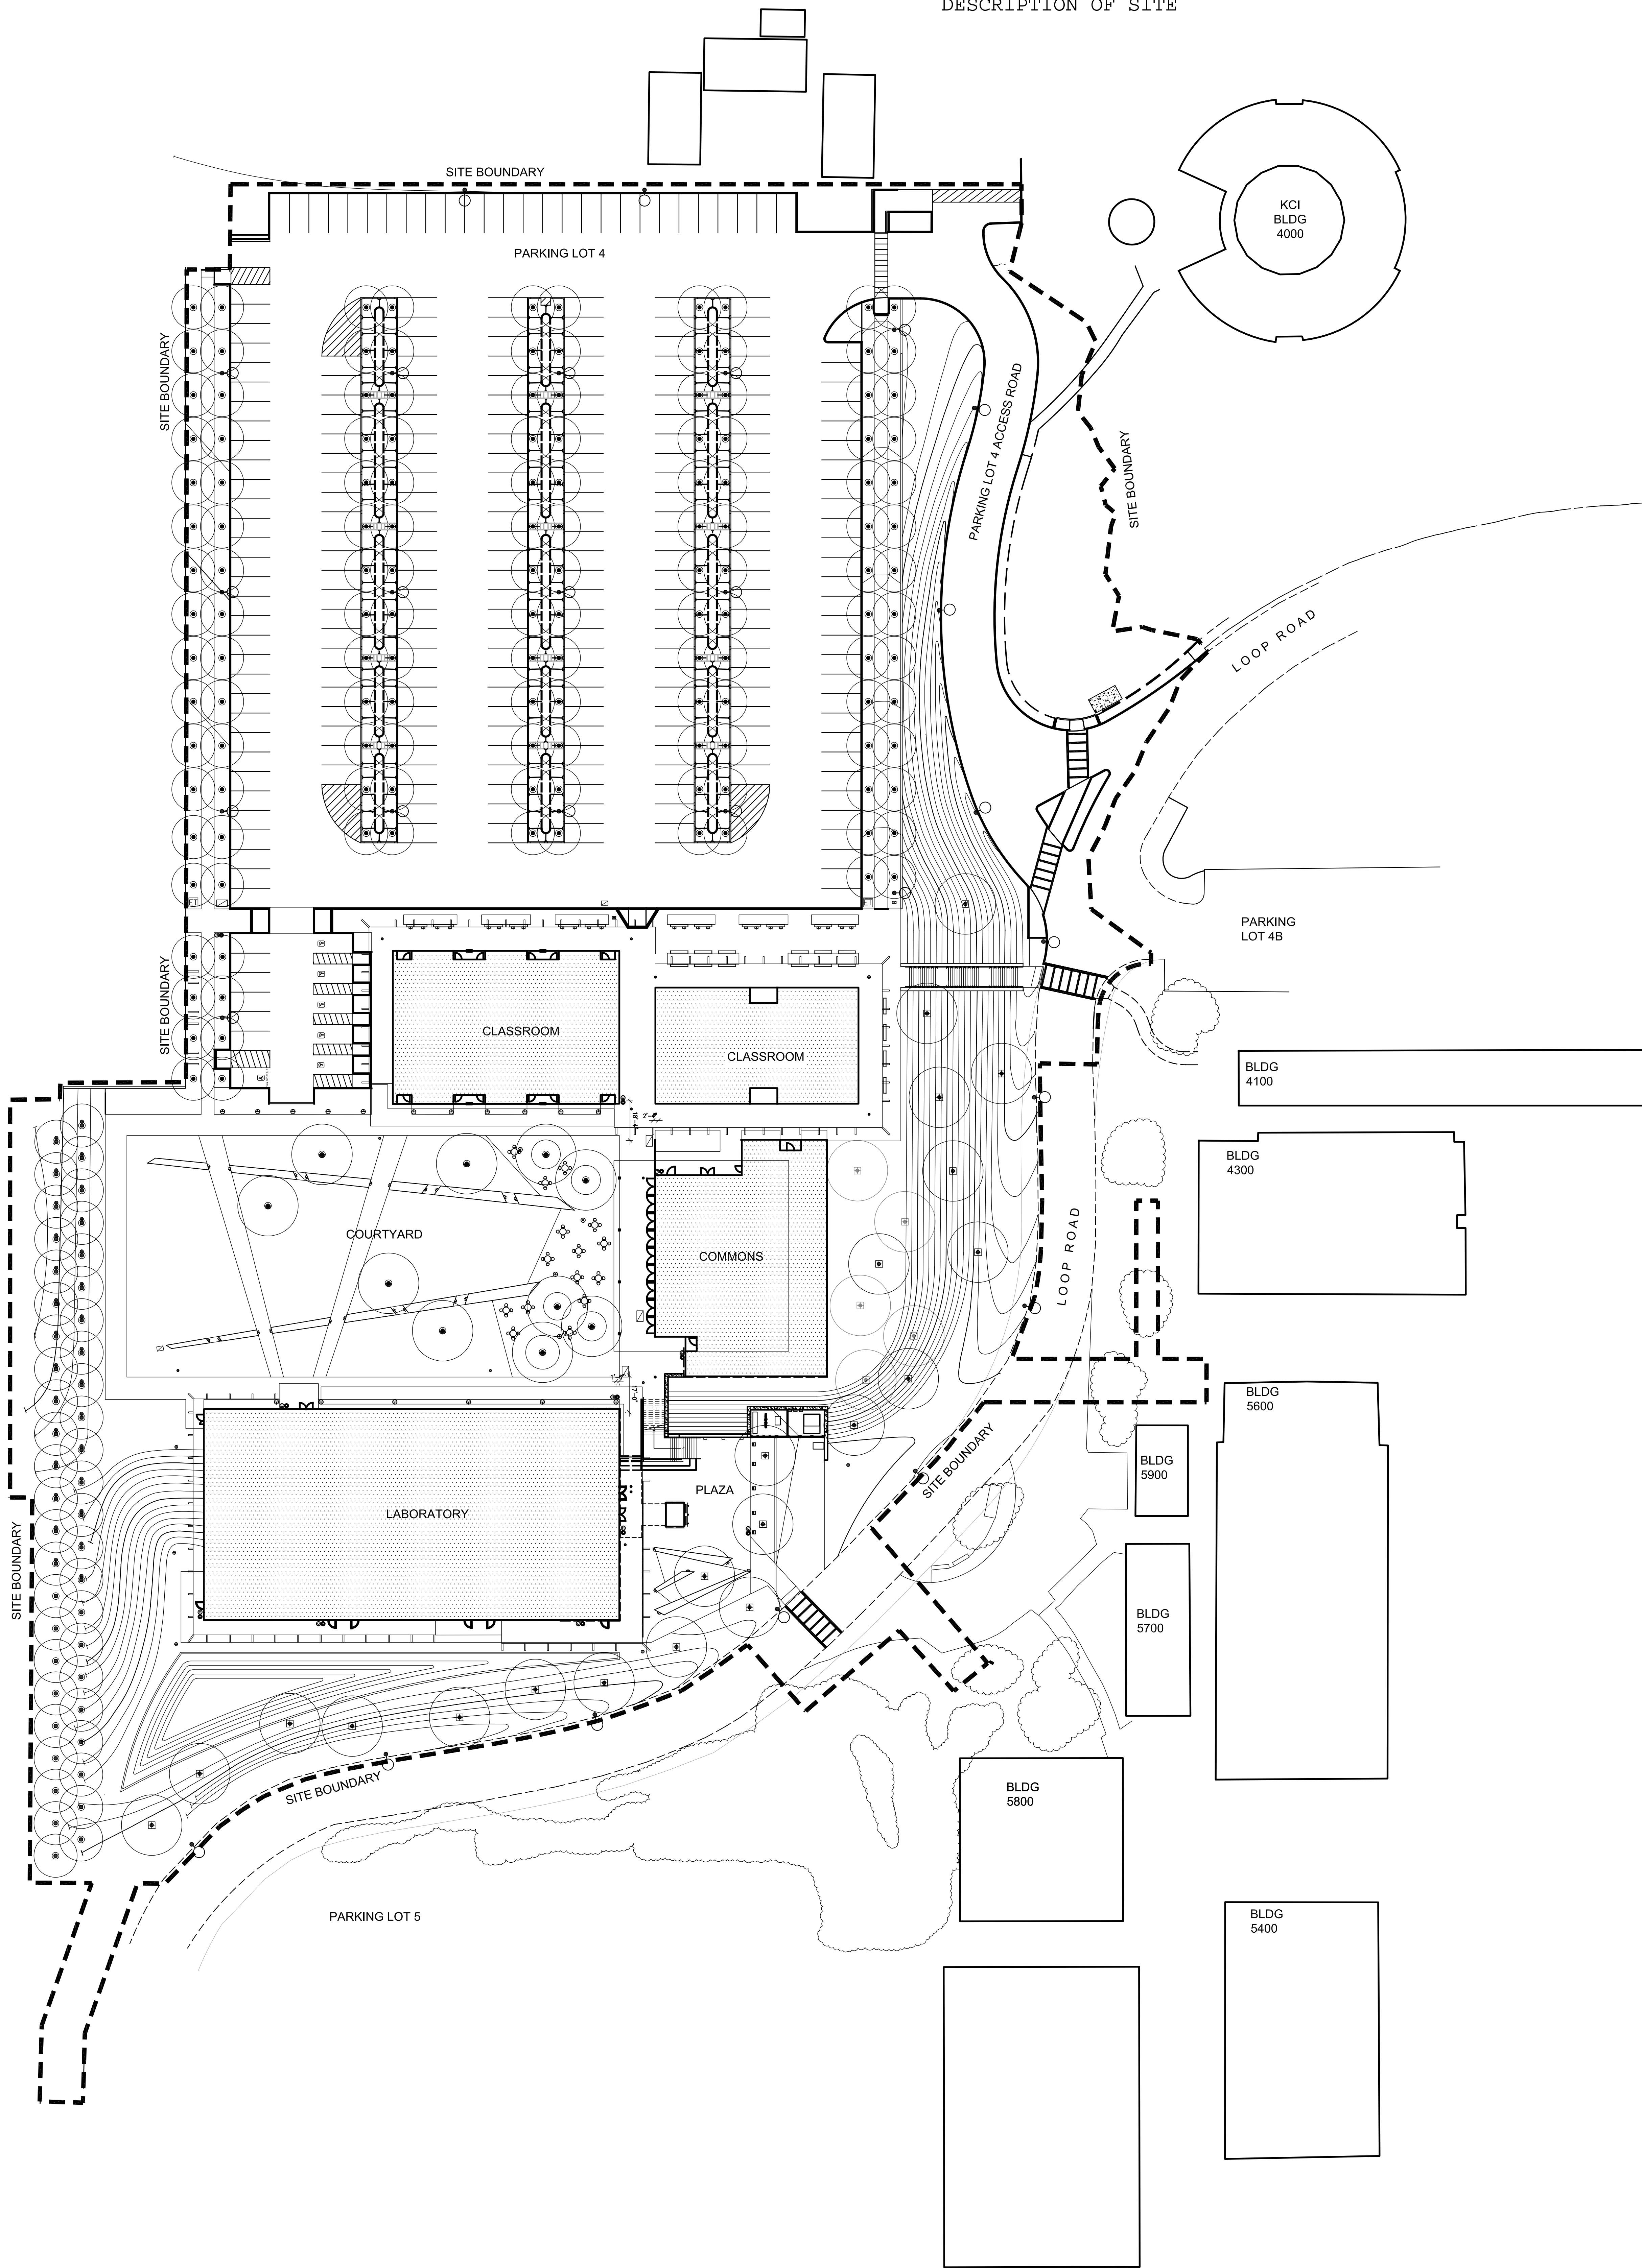 DESCRIPTION OF SITE
SITE BOUNDARY
KCI
BLDG
4000
PARKING LOT 4
SITE BOUNDARY
PARKING LOT 4 ACCESS ROAD
SITE BOUNDARY
LOOP ROAD
PARKING
LOT 4B
SITE BOUNDARY
CLASSROOM
CLASSROOM
BLDG
4100
BLDG
4300
COURTYARD
COMMONS
LOOP ROAD
BLDG
5600
SITE BOUNDARY
BLDG
5900
PLAZA
LABORATORY
SITE BOUNDARY
BLDG
5700
SITE BOUNDARY
BLDG
5800
PARKING LOT 5
BLDG
5400